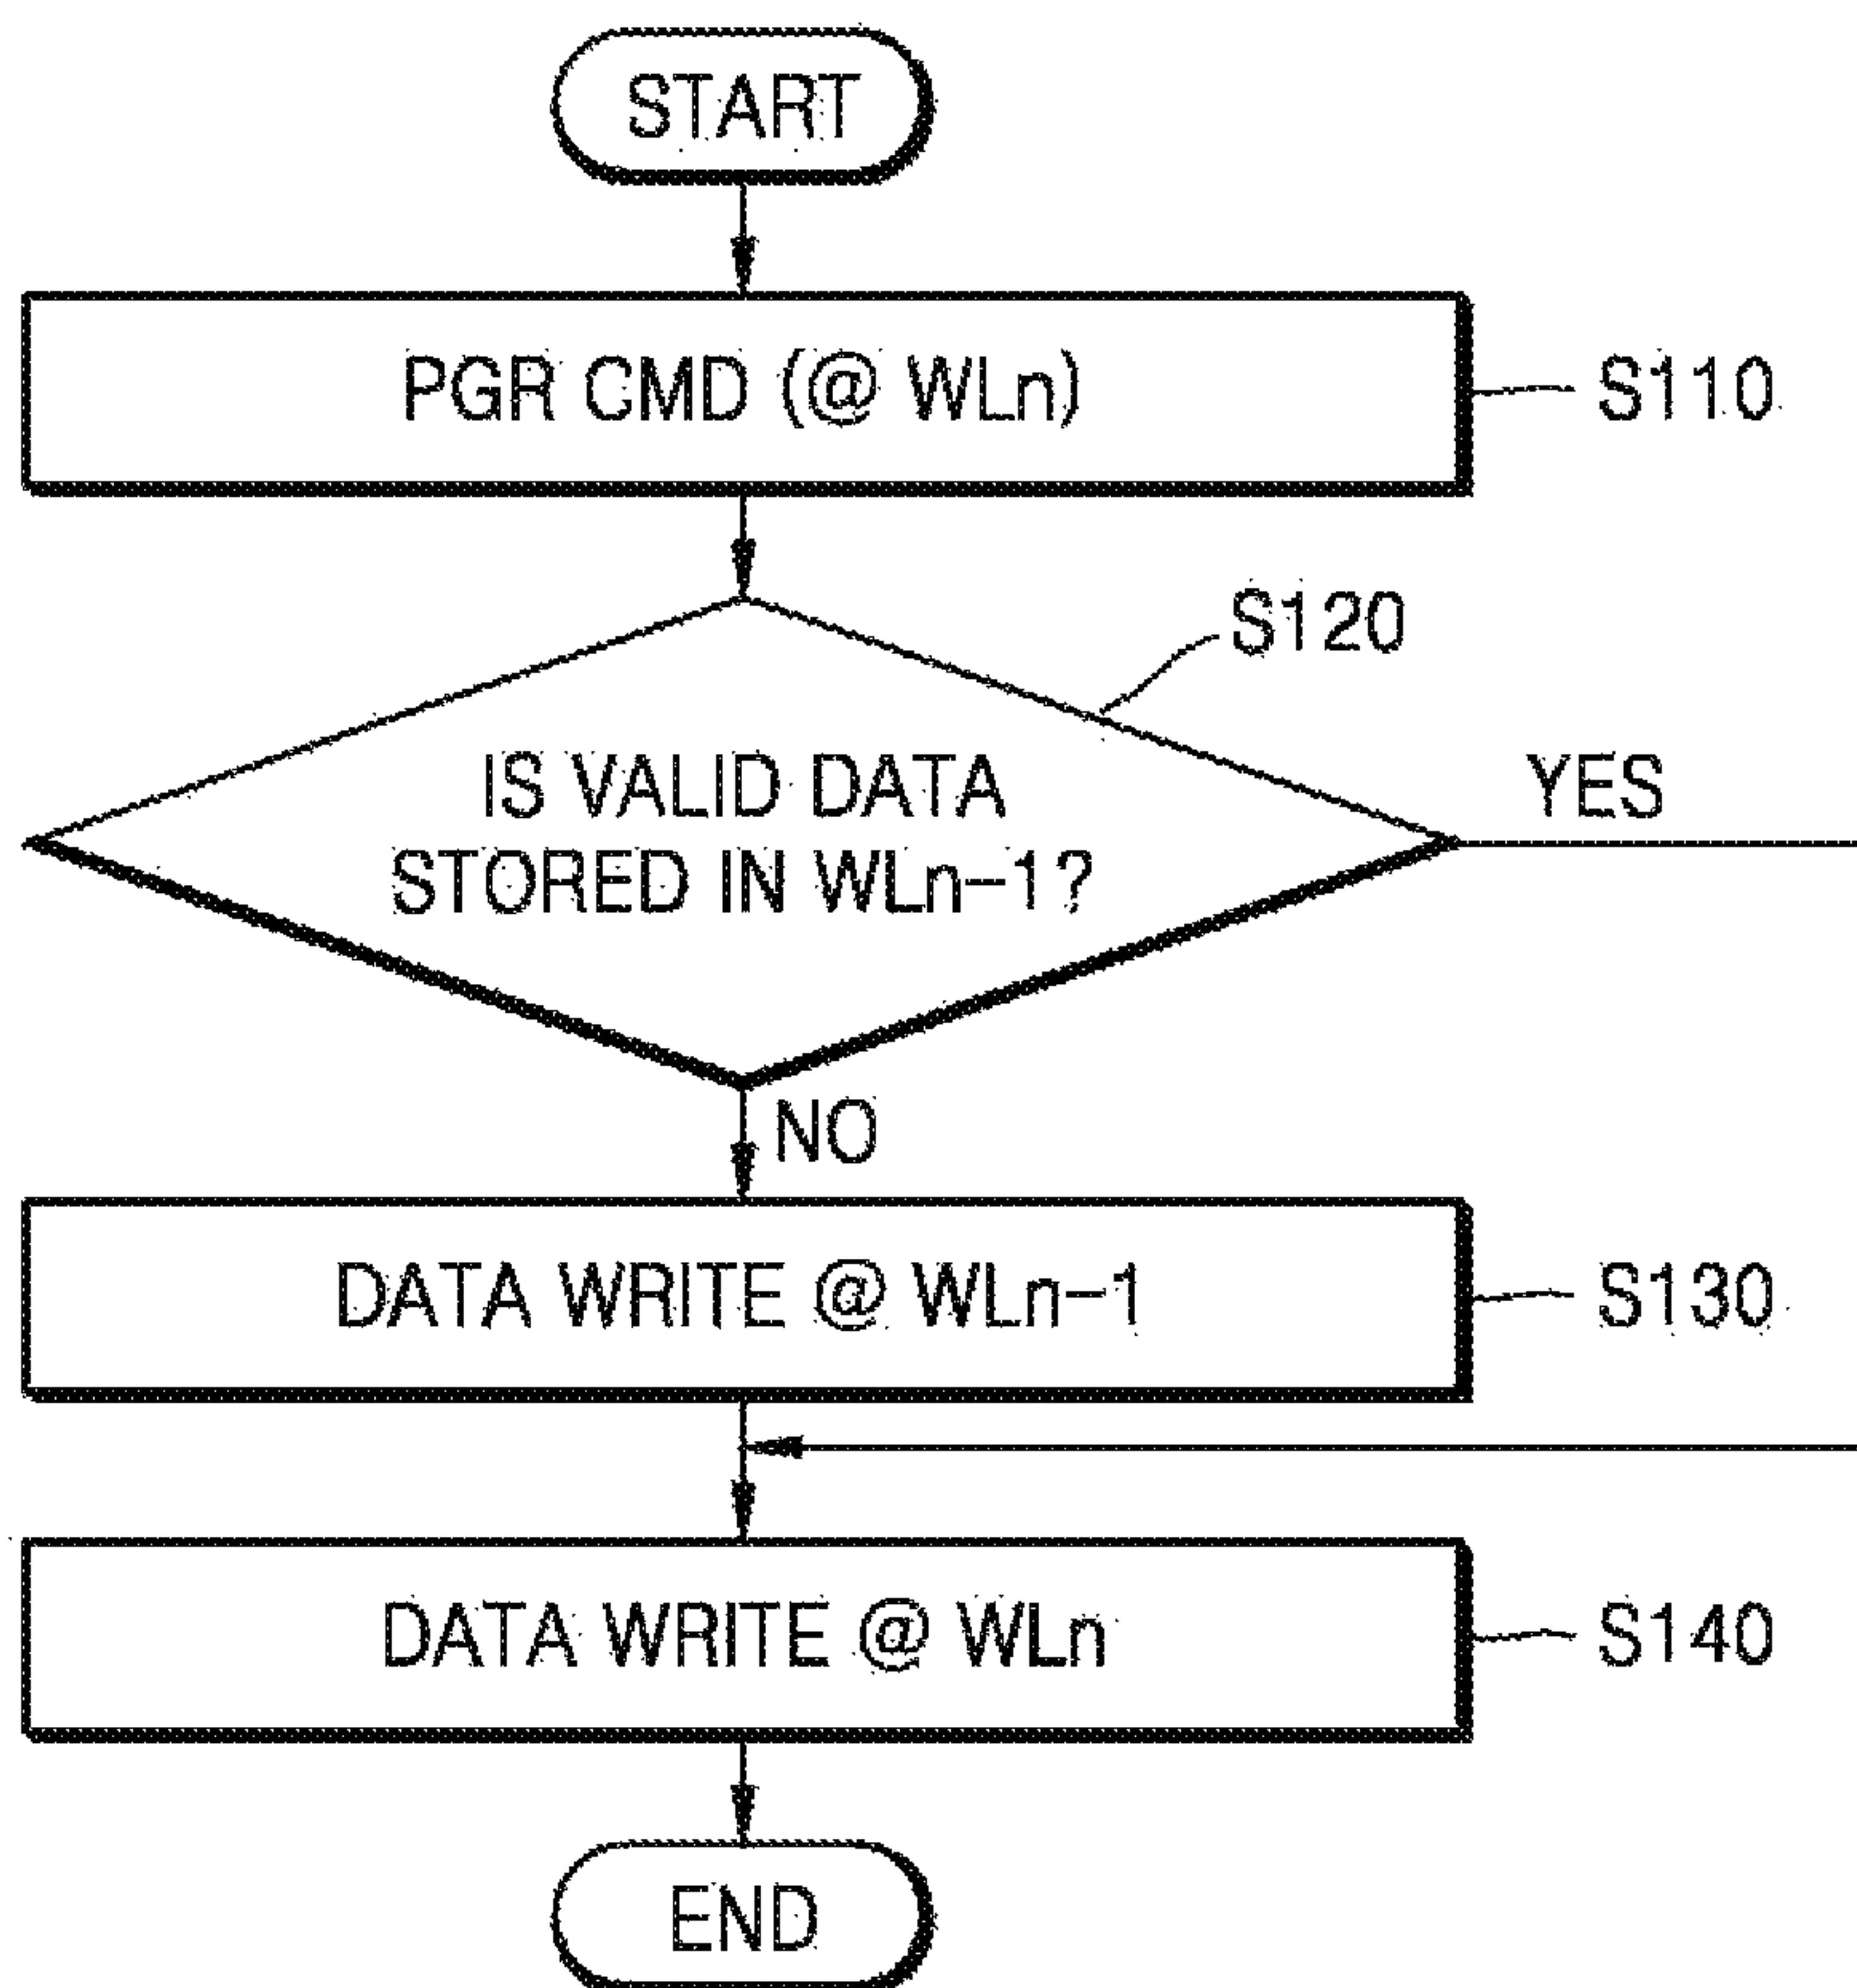 START
PGR CMD (@ WLn)
S110
S120
IS VALID DATA
STORED IN WLn-1?
YES
NO
DATA WRITE @ WLn-1
S130
DATA WRITE @ WLn
S140
END